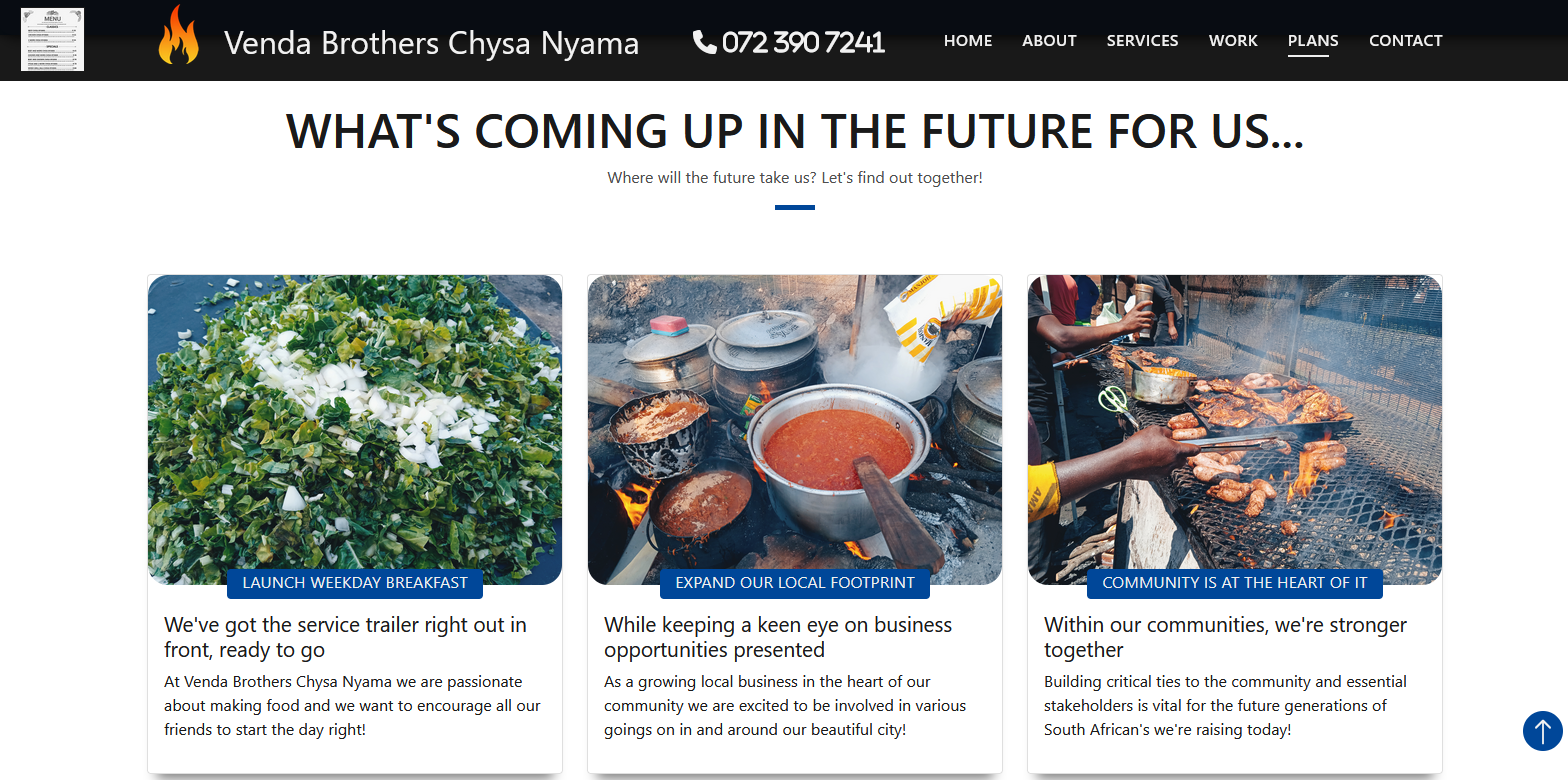 MENU
Venda Brothers Chysa Nyama
072 390 7241
HOME ABOUT SERVICES WORK PLANS CONTACT
WHAT'S COMING UP IN THE FUTURE FOR US...
Where will the future take us? Let's find out together!
LAUNCH WEEKDAY BREAKFAST
We've got the service trailer right out in
front, ready to go
At Venda Brothers Chysa Nyama we are passionate
about making food and we want to encourage all our
friends to start the day right!
EXPAND OUR LOCAL FOOTPRINT
While keeping a keen eye on business
opportunities presented
As a growing local business in the heart of our
community we are excited to be involved in various
goings on in and around our beautiful city!
COMMUNITY IS AT THE HEART OF IT
Within our communities, we're stronger
together
Building critical ties to the community and essential
stakeholders is vital for the future generations of
South African's we're raising today!